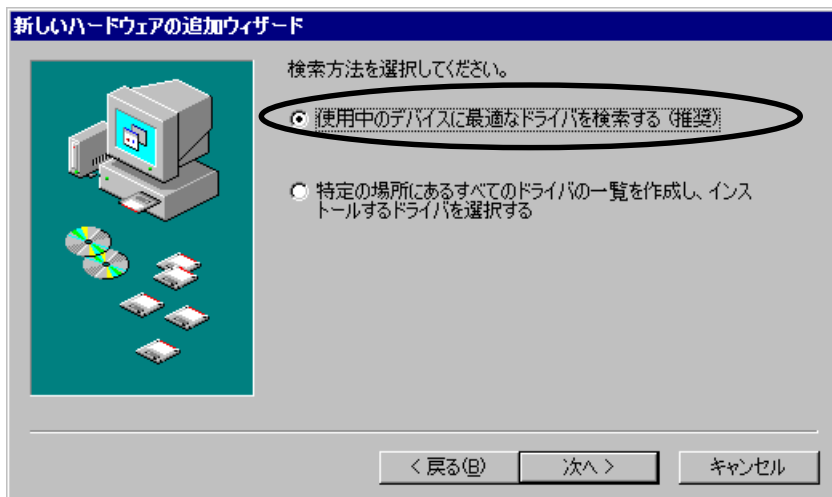 新しいハードウェアの追加ウィザード
検索方法を選択してください。
使用中のデバイスに最適なドライバを検索する (推奨)
特定の場所にあるすべてのドライバの一覧を作成し、インス
トールするドライバを選択する
< 戻る(B)
次へ >
キャンセル